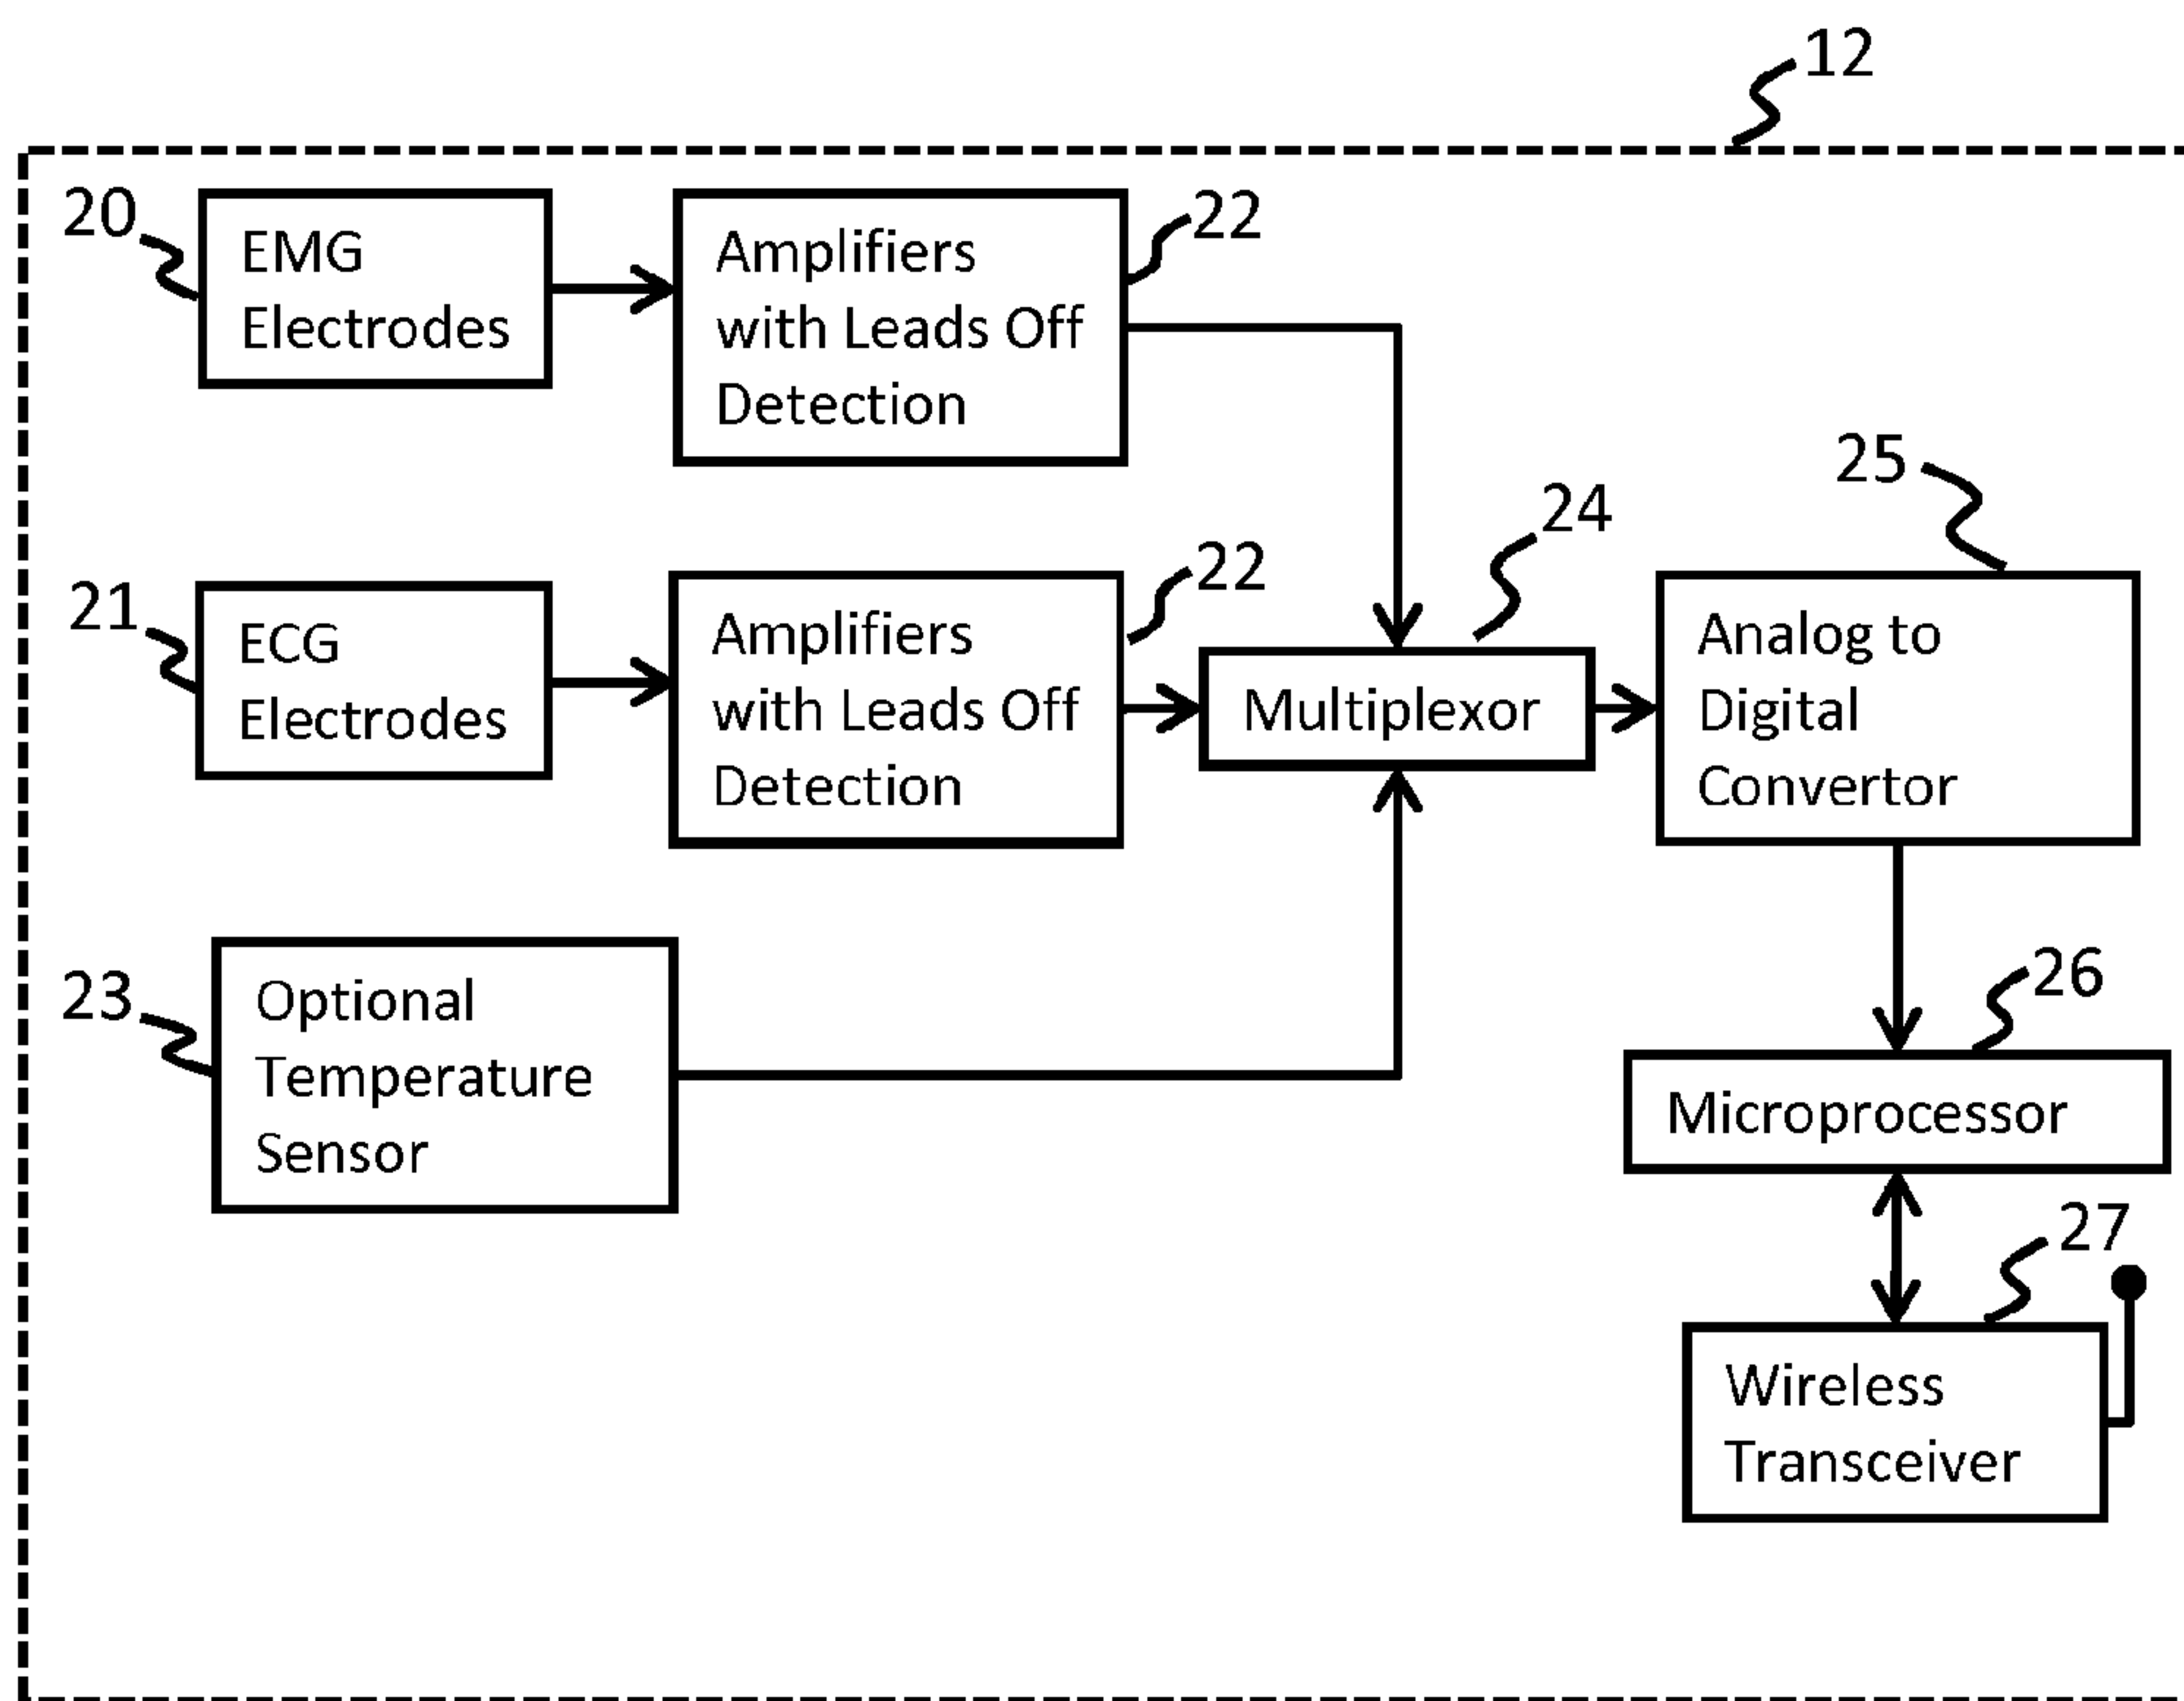 12
20
EMG
Electrodes
Amplifiers
with Leads Off
Detection
22
21
ECG
Electrodes
Amplifiers
with Leads Off
Detection
22
24
Multiplexor
25
Analog to
Digital
Convertor
23
Optional
Temperature
Sensor
26
Microprocessor
27
Wireless
Transceiver